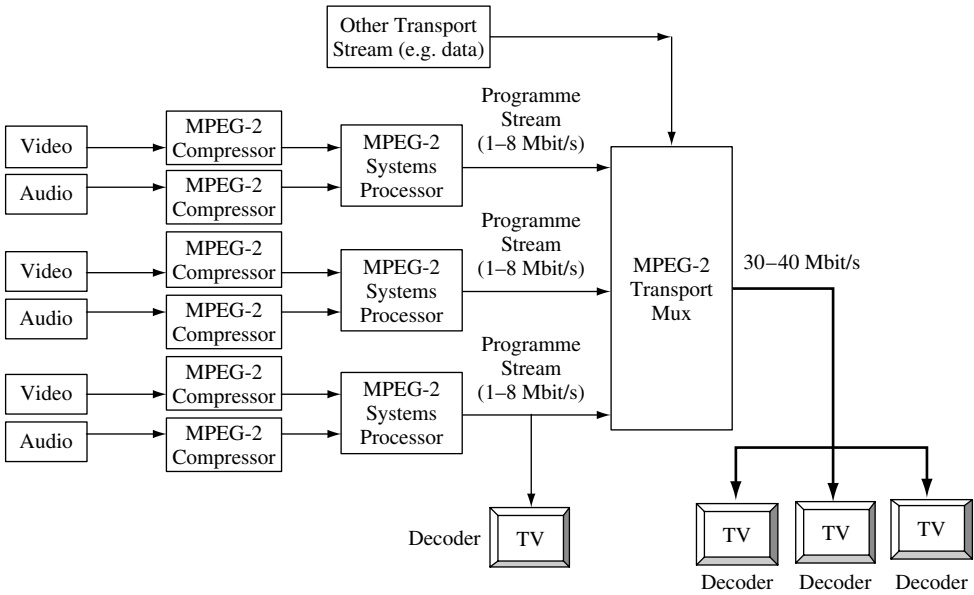 Other Transport
Stream (e.g. data)
Video
Audio
MPEG-2
Compressor
MPEG-2
Compressor
MPEG-2
Systems
Processor
Programme
Stream
(1–8 Mbit/s)
Video
Audio
MPEG-2
Compressor
MPEG-2
Compressor
MPEG-2
Systems
Processor
Programme
Stream
(1–8 Mbit/s)
Video
Audio
MPEG-2
Compressor
MPEG-2
Compressor
MPEG-2
Systems
Processor
Programme
Stream
(1–8 Mbit/s)
MPEG-2
Transport
Mux
30–40 Mbit/s
Decoder
TV
TV
TV
TV
Decoder
Decoder
Decoder